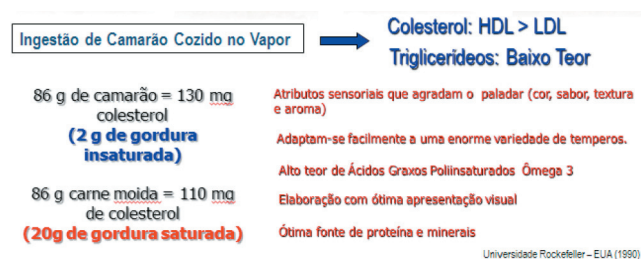 Ingestão de Camarão Cozido no Vapor
Colesterol: HDL > LDL
Triglicerídeos: Baixo Teor
86 g de camarão = 130 mg
colesterol
(2 g de gordura
insaturada)
86 g carne moida = 110 mg
de colesterol
(20g de gordura saturada)
Atributos sensoriais que agradam o paladar (cor, sabor, textura
e aroma)
Adaptam-se facilmente a uma enorme variedade de temperos.
Alto teor de Ácidos Graxos Poliinsaturados Ômega 3
Elaboração com ótima apresentação visual
Ótima fonte de proteína e minerais
Universidade Rockefeller – EUA (1990)